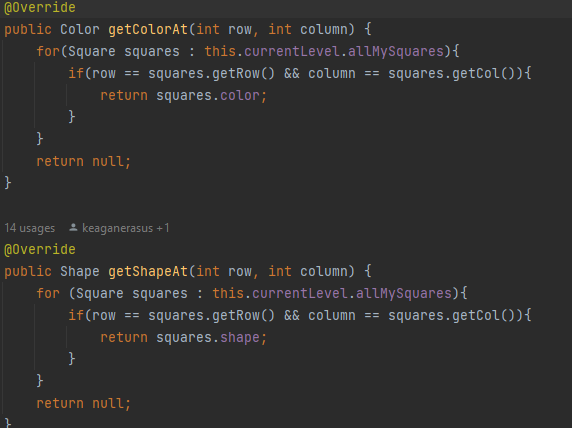 @Override
public Color getColorAt(int row, int column) {
    for(Square squares : this.currentLevel.allMySquares){
        if(row == squares.getRow() && column == squares.getCol()){
            return squares.color;
        }
    }
    return null;
}
14 usages keaganerasus +1
@Override
public Shape getShapeAt(int row, int column) {
    for (Square squares : this.currentLevel.allMySquares){
        if(row == squares.getRow() && column == squares.getCol()){
            return squares.shape;
        }
    }
    return null;
}